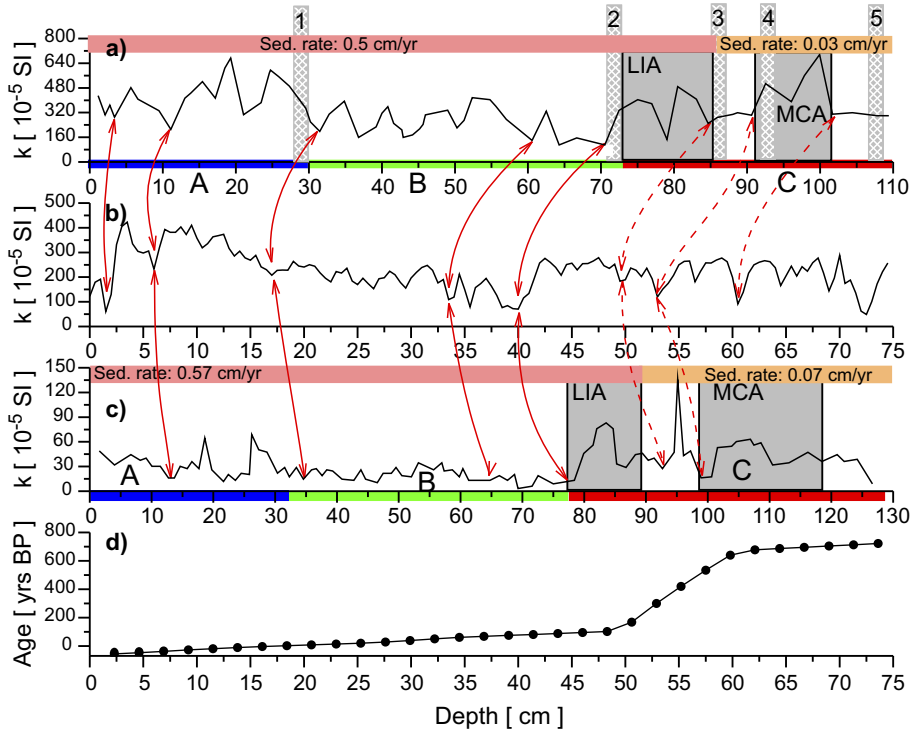 1 2 3 4 5
Sed. rate: 0.5 cm/yr Sed. rate: 0.03 cm/yr
a)
LIA
MCA
k [ 10-5 SI]
800
640
480
320
160
0
0 10 20 30 40 50 60 70 80 90 100 110
A B C
b)
k [ 10-5 SI]
500
400
300
200
100
0
0 5 10 15 20 25 30 35 40 45 50 55 60 65 70 75
Sed. rate: 0.57 cm/yr Sed. rate: 0.07 cm/yr
c)
LIA MCA
k [ 10-5 SI]
150
120
90
60
30
0
A B C
0 10 20 30 40 50 60 70 80 90 100 110 120 130
d)
Age [ yrs BP]
800
600
400
200
0
0 5 10 15 20 25 30 35 40 45 50 55 60 65 70 75
Depth [ cm]